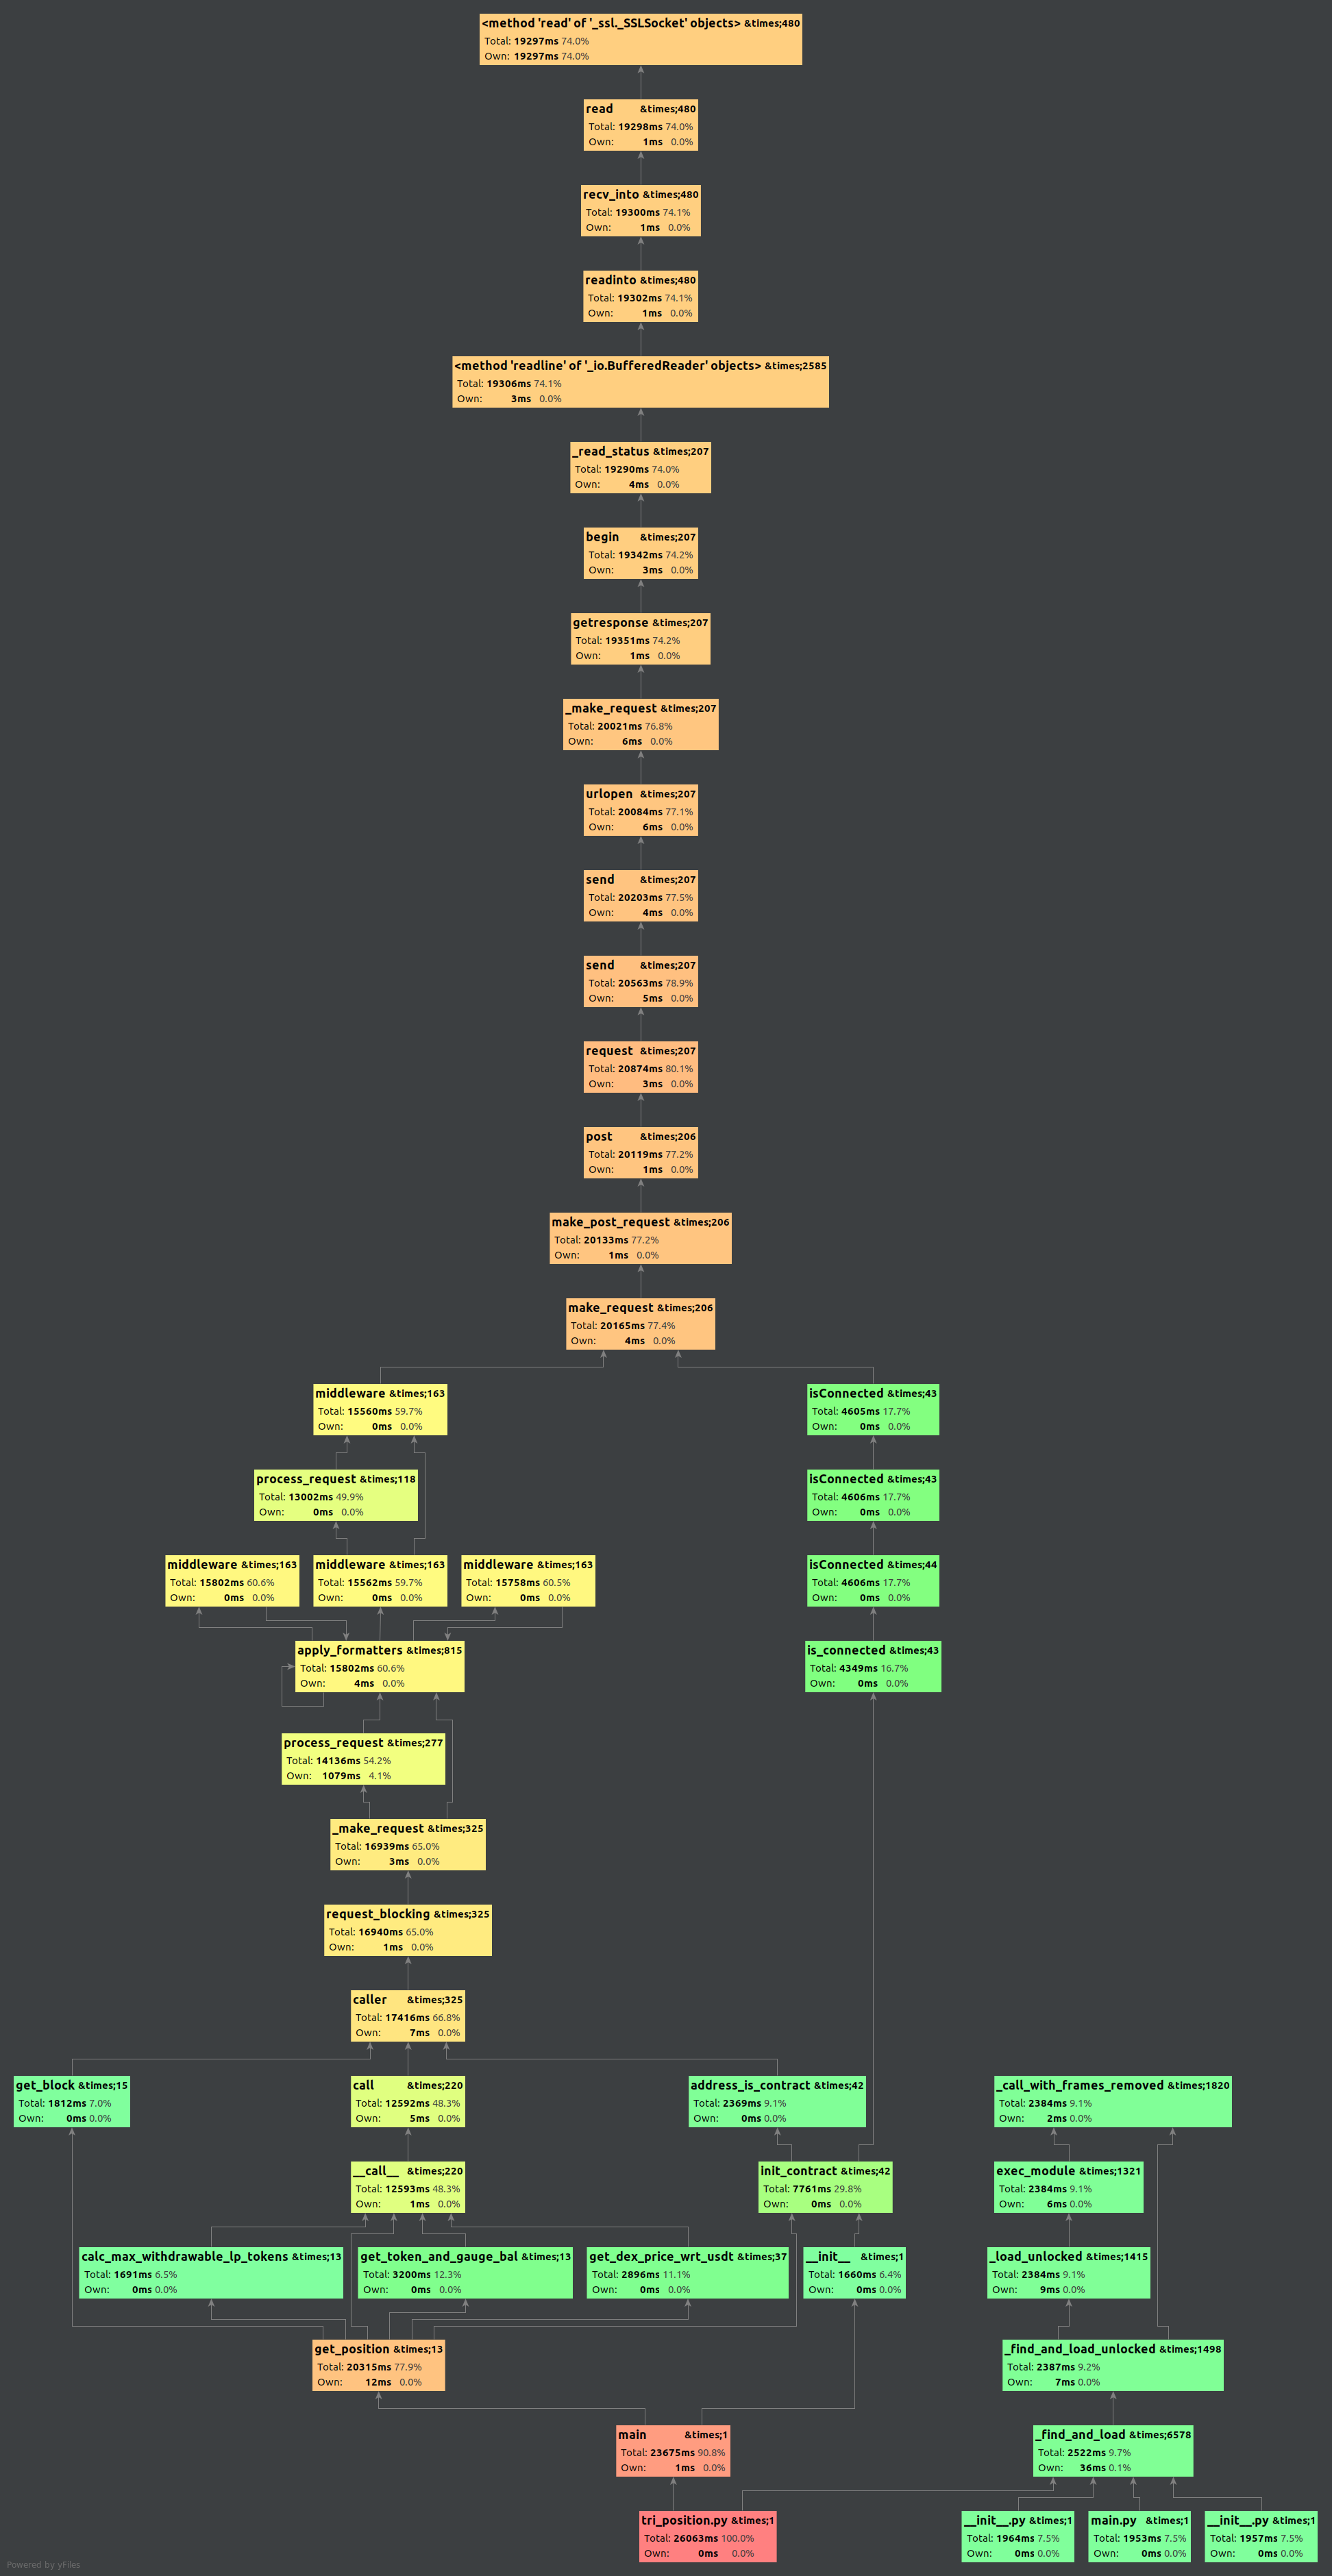 <method 'read' of '_ssl._SSLSocket' objects> &times;480
Total: 19297ms 74.0%
Own: 19297ms 74.0%
read &times;480
Total: 19298ms 74.0%
Own: 1ms 0.0%
recv_into &times;480
Total: 19300ms 74.1%
Own: 1ms 0.0%
readinto &times;480
Total: 19302ms 74.1%
Own: 1ms 0.0%
<method 'readline' of '_io.BufferedReader' objects> &times;2585
Total: 19306ms 74.1%
Own: 3ms 0.0%
_read_status &times;207
Total: 19290ms 74.0%
Own: 4ms 0.0%
begin &times;207
Total: 19342ms 74.2%
Own: 3ms 0.0%
getresponse &times;207
Total: 19351ms 74.2%
Own: 1ms 0.0%
_make_request &times;207
Total: 20021ms 76.8%
Own: 6ms 0.0%
urlopen &times;207
Total: 20084ms 77.1%
Own: 6ms 0.0%
send &times;207
Total: 20203ms 77.5%
Own: 4ms 0.0%
send &times;207
Total: 20563ms 78.9%
Own: 5ms 0.0%
request &times;207
Total: 20874ms 80.1%
Own: 3ms 0.0%
post &times;206
Total: 20119ms 77.2%
Own: 1ms 0.0%
make_post_request &times;206
Total: 20133ms 77.2%
Own: 1ms 0.0%
make_request &times;206
Total: 20165ms 77.4%
Own: 4ms 0.0%
middleware &times;163
Total: 15560ms 59.7%
Own: 0ms 0.0%
isConnected &times;43
Total: 4605ms 17.7%
Own: 0ms 0.0%
process_request &times;118
Total: 13002ms 49.9%
Own: 0ms 0.0%
isConnected &times;43
Total: 4606ms 17.7%
Own: 0ms 0.0%
middleware &times;163
Total: 15802ms 60.6%
Own: 0ms 0.0%
middleware &times;163
Total: 15562ms 59.7%
Own: 0ms 0.0%
middleware &times;163
Total: 15758ms 60.5%
Own: 0ms 0.0%
isConnected &times;44
Total: 4606ms 17.7%
Own: 0ms 0.0%
apply_formatters &times;815
Total: 15802ms 60.6%
Own: 4ms 0.0%
is_connected &times;43
Total: 4349ms 16.7%
Own: 0ms 0.0%
process_request &times;277
Total: 14136ms 54.2%
Own: 1079ms 4.1%
_make_request &times;325
Total: 16939ms 65.0%
Own: 3ms 0.0%
request_blocking &times;325
Total: 16940ms 65.0%
Own: 1ms 0.0%
caller &times;325
Total: 17416ms 66.8%
Own: 7ms 0.0%
get_block &times;15
Total: 1812ms 7.0%
Own: 0ms 0.0%
call &times;220
Total: 12592ms 48.3%
Own: 5ms 0.0%
address_is_contract &times;42
Total: 2369ms 9.1%
Own: 0ms 0.0%
_call_with_frames_removed &times;1820
Total: 2384ms 9.1%
Own: 2ms 0.0%
__call__ &times;220
Total: 12593ms 48.3%
Own: 1ms 0.0%
init_contract &times;42
Total: 7761ms 29.8%
Own: 0ms 0.0%
exec_module &times;1321
Total: 2384ms 9.1%
Own: 6ms 0.0%
calc_max_withdrawable_lp_tokens &times;13
Total: 1691ms 6.5%
Own: 0ms 0.0%
get_token_and_gauge_bal &times;13
Total: 3200ms 12.3%
Own: 0ms 0.0%
get_dex_price_wrt_usdt &times;37
Total: 2896ms 11.1%
Own: 0ms 0.0%
__init__ &times;1
Total: 1660ms 6.4%
Own: 0ms 0.0%
_load_unlocked &times;1415
Total: 2384ms 9.1%
Own: 9ms 0.0%
get_position &times;13
Total: 20315ms 77.9%
Own: 12ms 0.0%
_find_and_load_unlocked &times;1498
Total: 2387ms 9.2%
Own: 7ms 0.0%
main &times;1
Total: 23675ms 90.8%
Own: 1ms 0.0%
_find_and_load &times;6578
Total: 2522ms 9.7%
Own: 36ms 0.1%
tri_position.py &times;1
Total: 26063ms 100.0%
Own: 0ms 0.0%
__init__.py &times;1
Total: 1964ms 7.5%
Own: 0ms 0.0%
main.py &times;1
Total: 1953ms 7.5%
Own: 0ms 0.0%
__init__.py &times;1
Total: 1957ms 7.5%
Own: 0ms 0.0%
Powered by yFiles